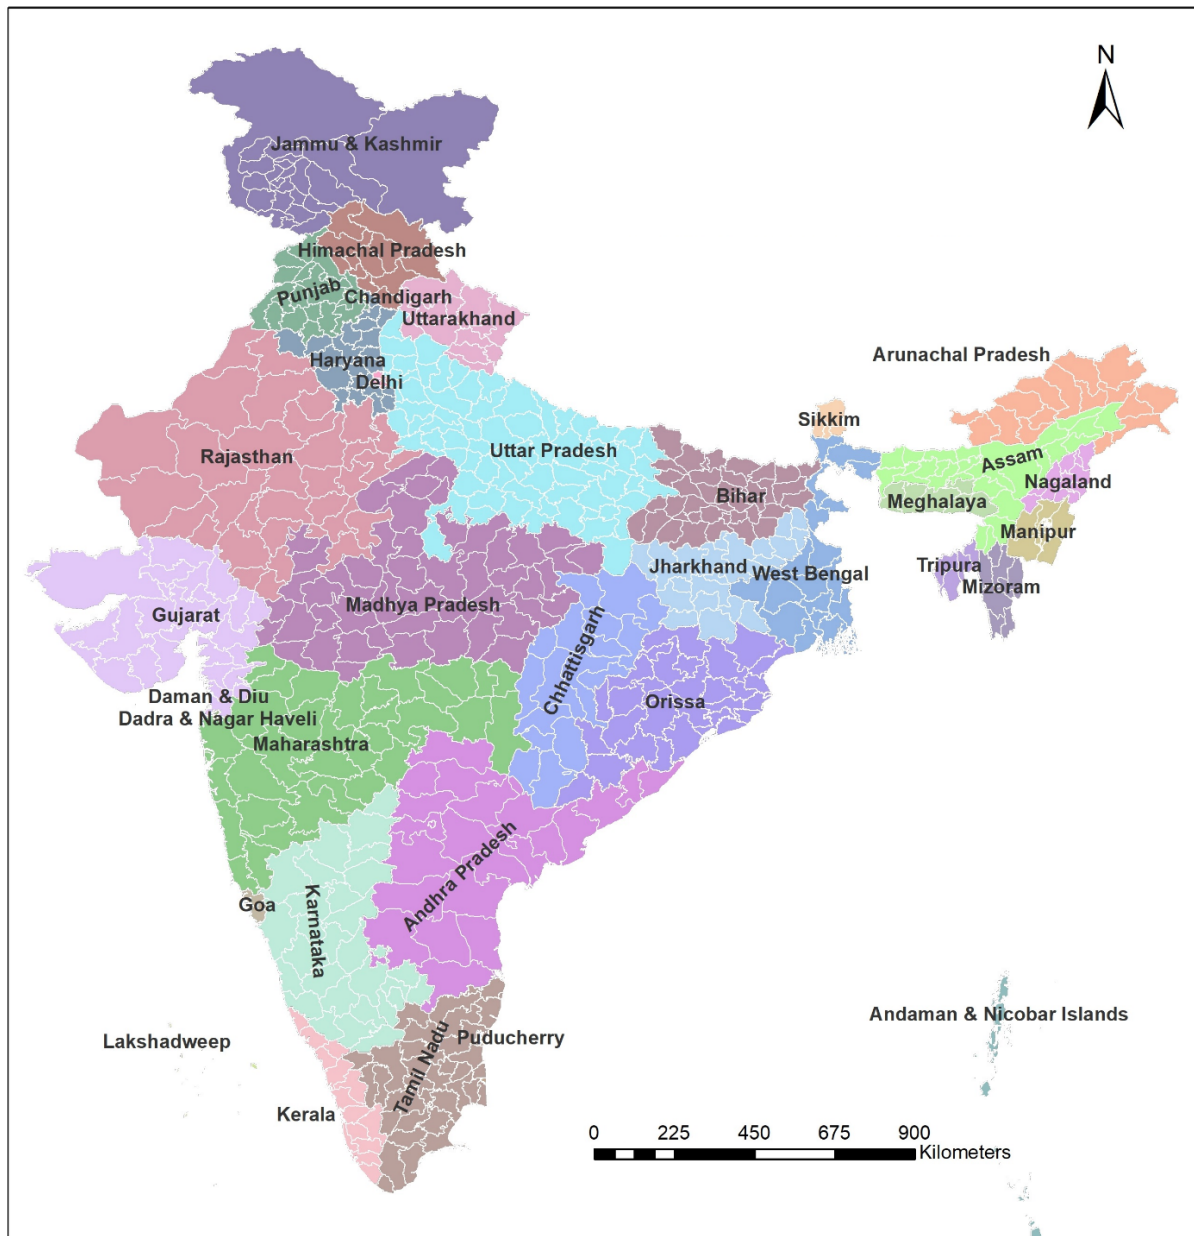 N
Jammu & Kashmir
Himachal Pradesh
Punjab
Chandigarh
Uttarakhand
Haryana
Delhi
Arunachal Pradesh
Sikkim
Rajasthan
Uttar Pradesh
Assam
Bihar
Nagaland
Meghalaya
Manipur
Jharkhand
West Bengal
Tripura
Mizoram
Gujarat
Madhya Pradesh
Chhattisgarh
Daman & Diu
Orissa
Dadra & Nagar Haveli
Maharashtra
Andhra Pradesh
Goa
Karnataka
Andaman & Nicobar Islands
Lakshadweep
Puducherry
Tamil Nadu
Kerala
0 225 450 675 900
Kilometers